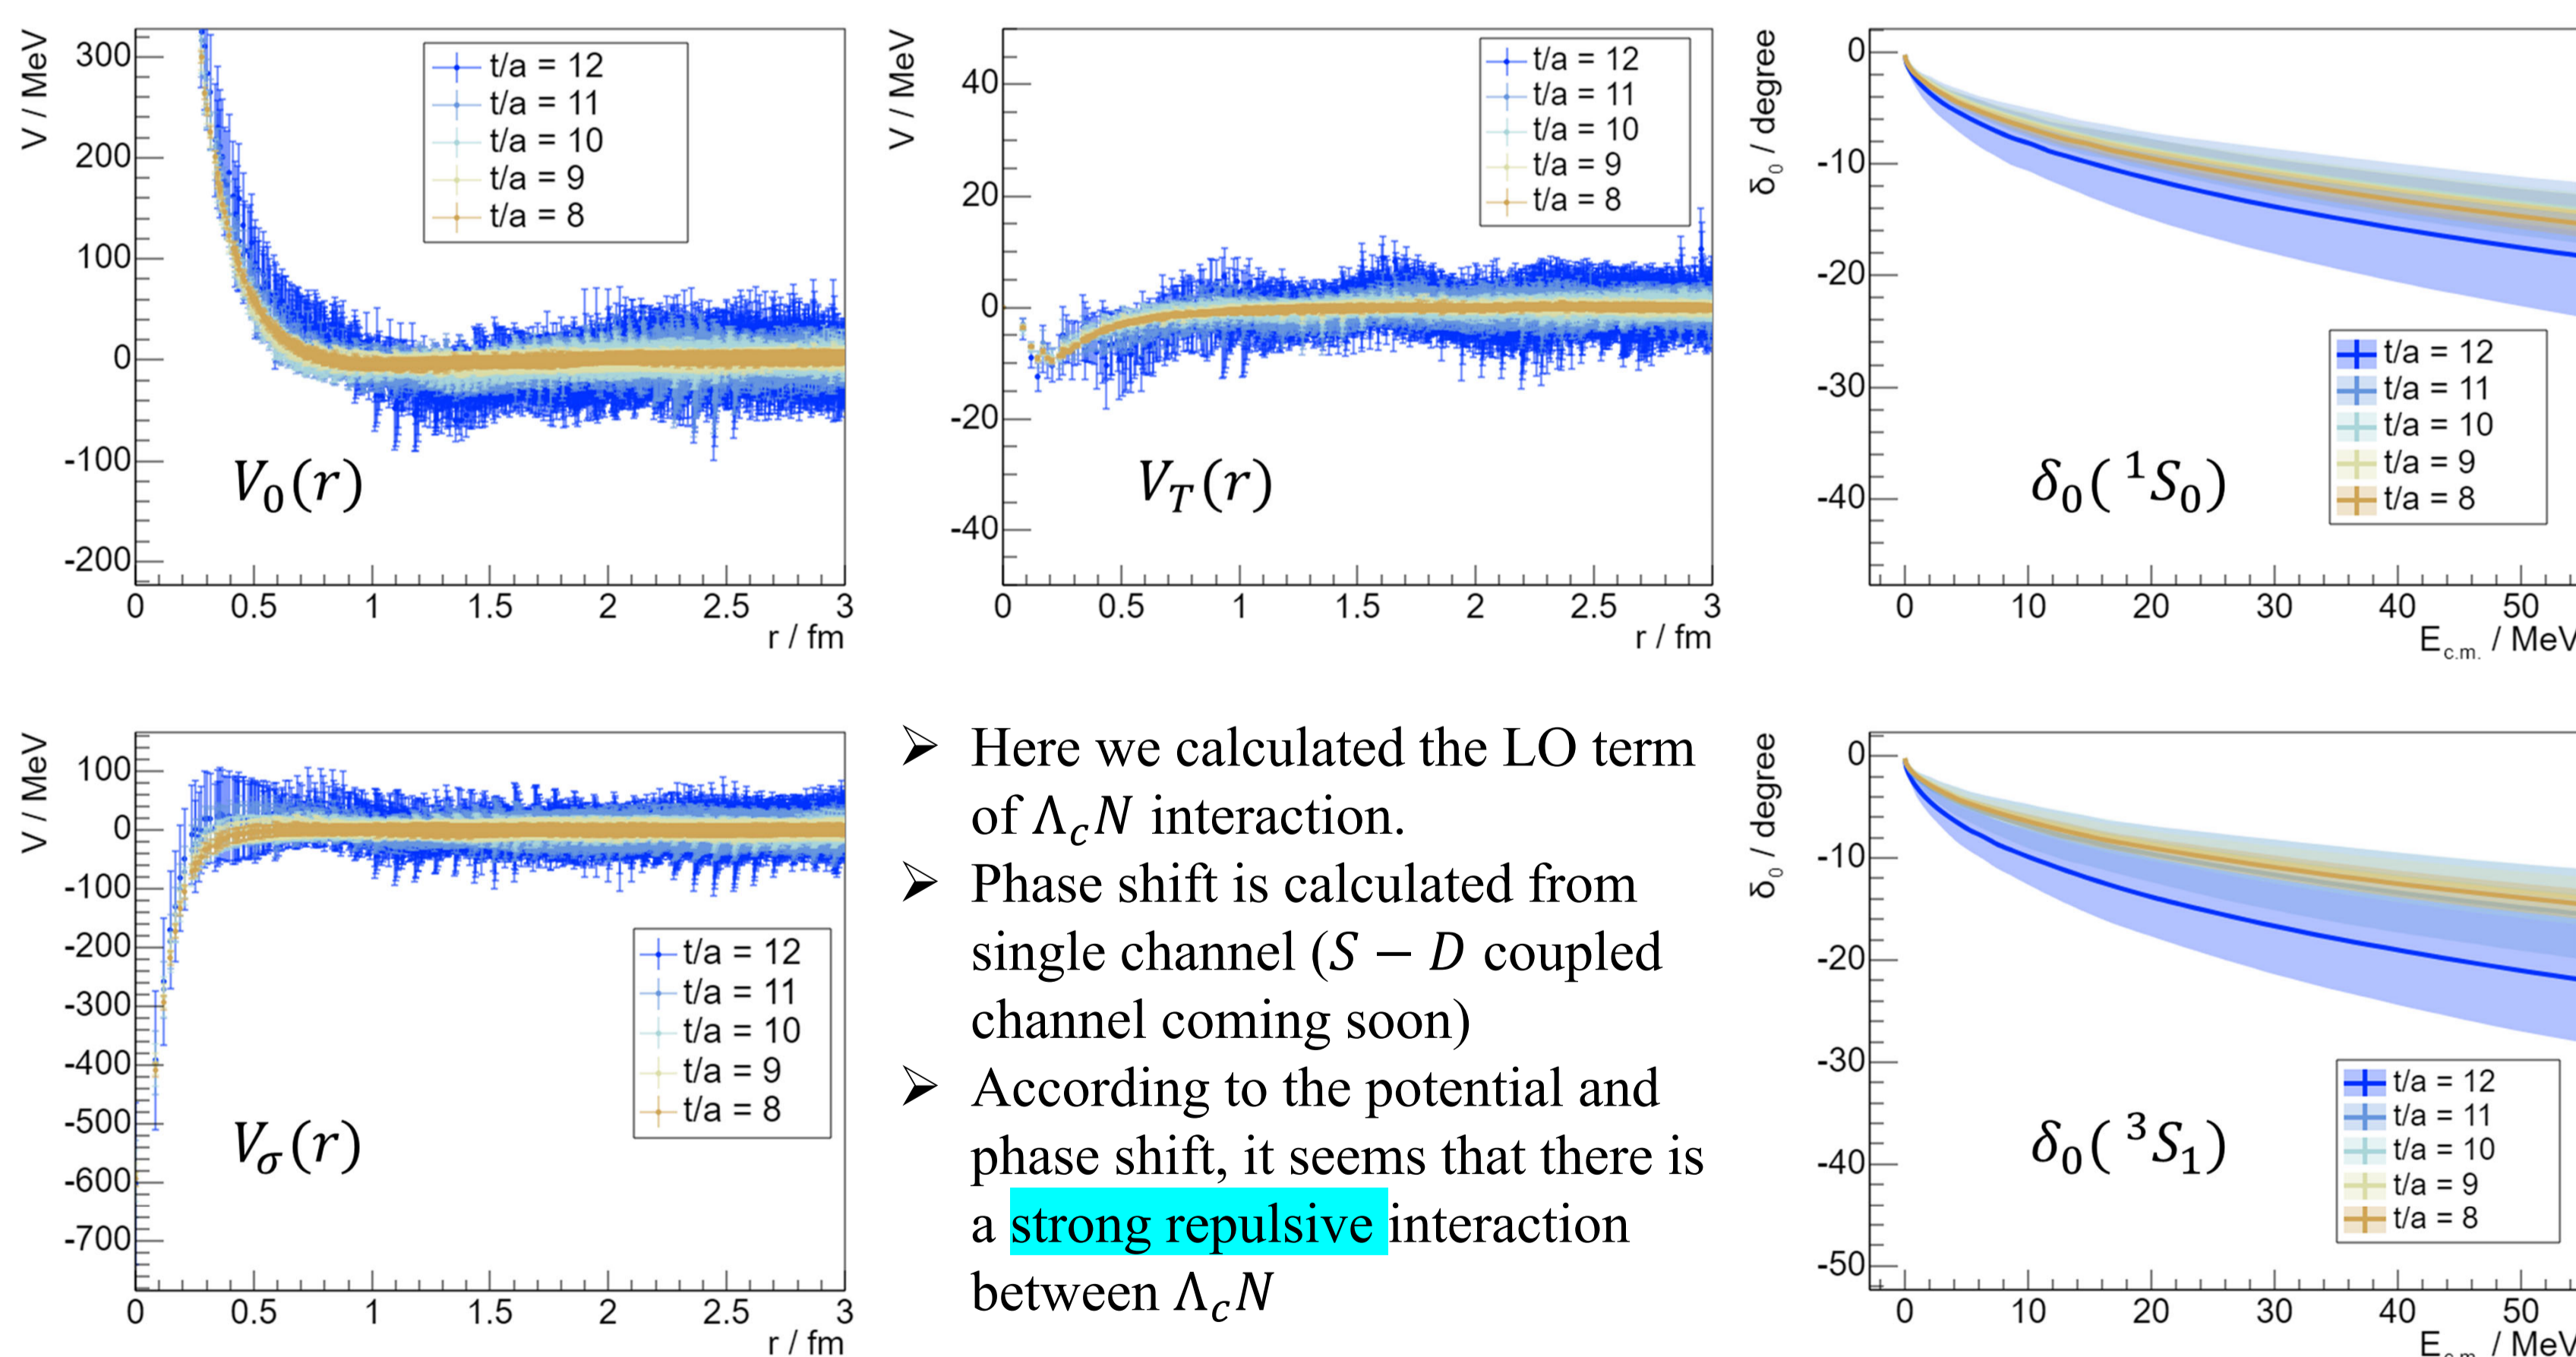 V / MeV
300
200
100
0
-100
-200
t/a = 12
t/a = 11
t/a = 10
t/a = 9
t/a = 8
V₀(r)
0 0.5 1 1.5 2 2.5 3
r / fm
V / MeV
40
20
0
-20
-40
t/a = 12
t/a = 11
t/a = 10
t/a = 9
t/a = 8
V_T(r)
0 0.5 1 1.5 2 2.5 3
r / fm
δ₀ / degree
0
-10
-20
-30
-40
t/a = 12
t/a = 11
t/a = 10
t/a = 9
t/a = 8
δ₀( ¹S₀)
0 10 20 30 40 50
E_c.m. / MeV
V / MeV
100
0
-100
-200
-300
-400
-500
-600
-700
t/a = 12
t/a = 11
t/a = 10
t/a = 9
t/a = 8
V_σ(r)
0 0.5 1 1.5 2 2.5 3
r / fm
➢ Here we calculated the LO term
of Λ_cN interaction.
➢ Phase shift is calculated from
single channel (S − D coupled
channel coming soon)
➢ According to the potential and
phase shift, it seems that there is
a strong repulsive interaction
between Λ_cN
δ₀ / degree
0
-10
-20
-30
-40
-50
t/a = 12
t/a = 11
t/a = 10
t/a = 9
t/a = 8
δ₀( ³S₁)
0 10 20 30 40 50
E_c.m. / MeV